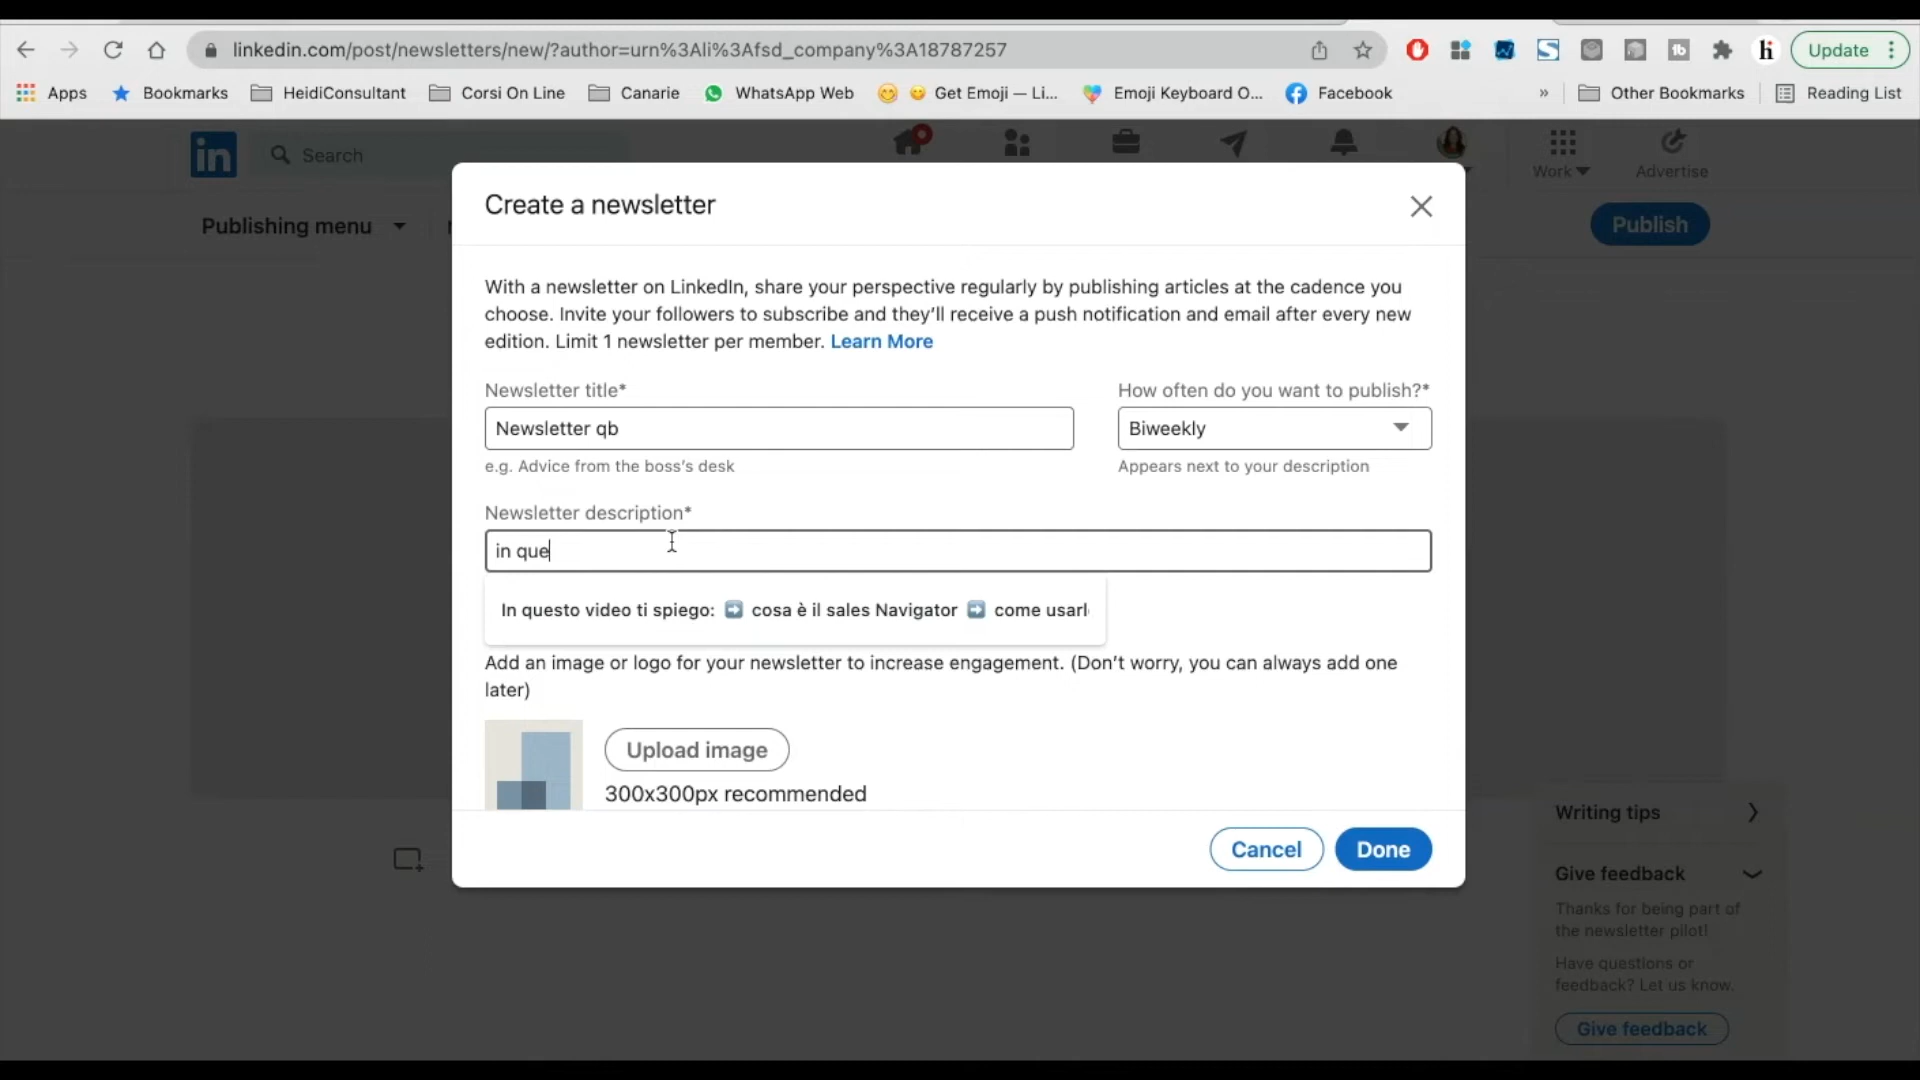 linkedin.com/post/newsletters/new/?author=urn%3Ali%3Afsd_company%3A18787257
Update
Apps
Bookmarks
HeidiConsultant
Corsi On Line
Canarie
WhatsApp Web
Get Emoji — Li...
Emoji Keyboard O...
Facebook
»
Other Bookmarks
Reading List
in
Search
Work
Advertise
Publishing menu
Publish
Create a newsletter
With a newsletter on LinkedIn, share your perspective regularly by publishing articles at the cadence you
choose. Invite your followers to subscribe and they'll receive a push notification and email after every new
edition. Limit 1 newsletter per member. Learn More
Newsletter title*
How often do you want to publish?*
Newsletter qb
Biweekly
e.g. Advice from the boss's desk
Appears next to your description
Newsletter description*
in que
In questo video ti spiego: ➡️ cosa è il sales Navigator ➡️ come usarl
Add an image or logo for your newsletter to increase engagement. (Don't worry, you can always add one
later)
Upload image
300x300px recommended
Cancel
Done
Writing tips
Give feedback
Thanks for being part of
the newsletter pilot!
Have questions or
feedback? Let us know.
Give feedback